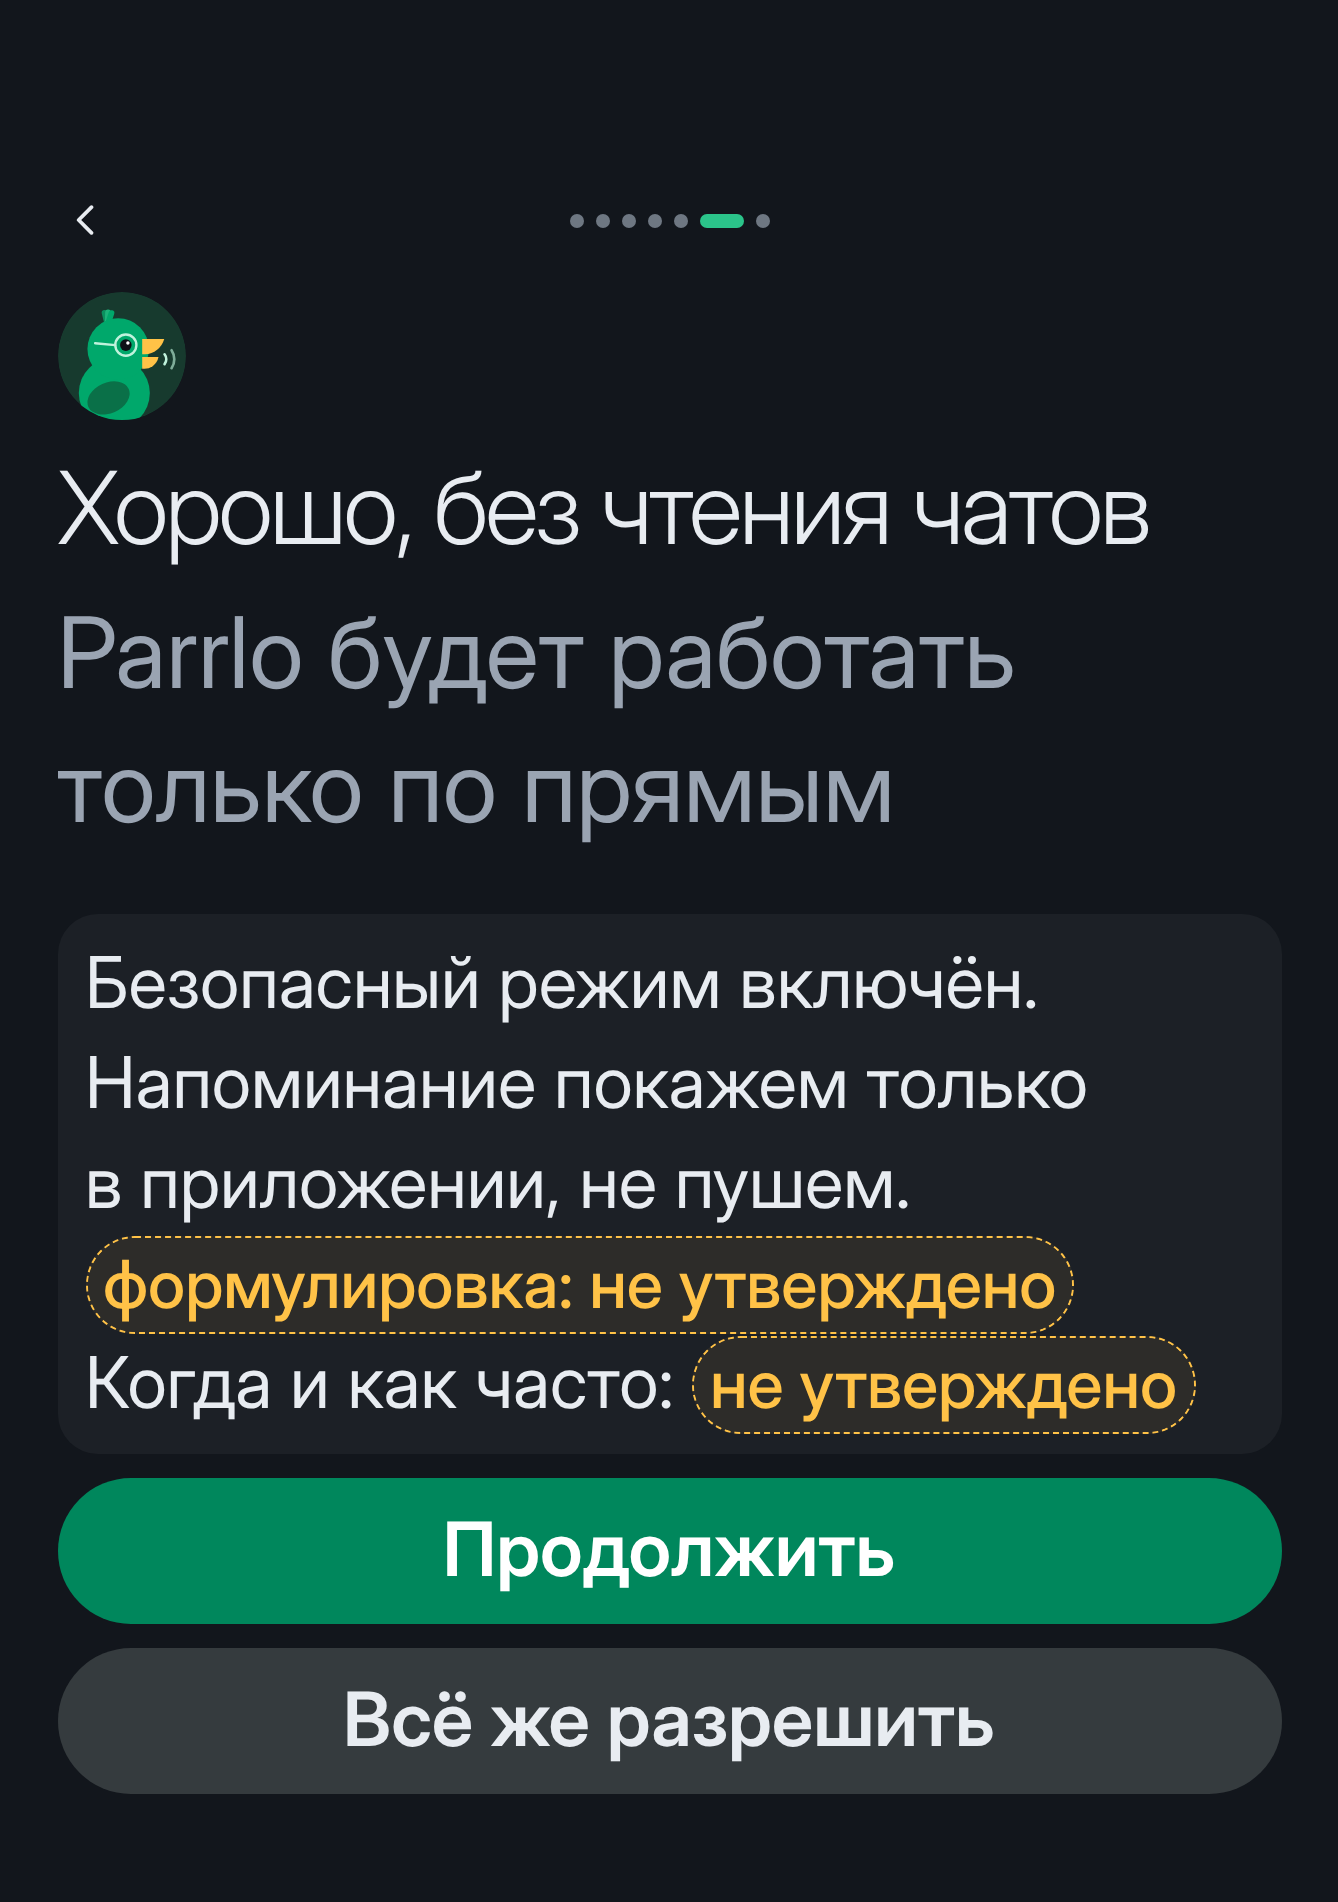 Хорошо, без чтения чатов
Parrlo будет работать
только по прямым
Безопасный режим включён.
Напоминание покажем только
в приложении, не пушем.
формулировка: не утверждено
Когда и как часто: не утверждено
Продолжить
Всё же разрешить